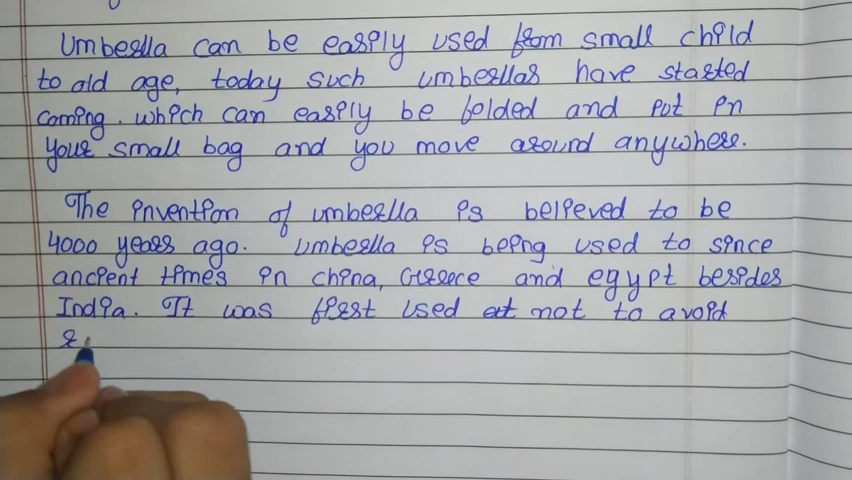 Umbrella can be easily used from small child
to old age, today such umbrellas have started
coming. which can easily be folded and put in
your small bag and you move around anywhere.
The invention of umbrella is believed to be
4000 years ago. Umbrella is being used to since
ancient times in china, Greece and egypt besides
India. It was first used at not to avoid
r